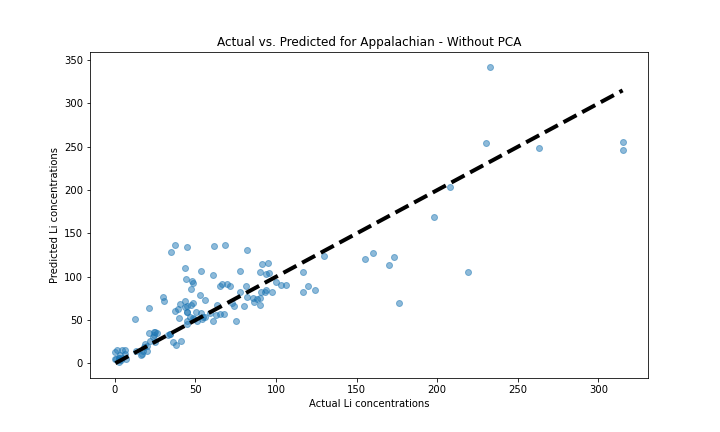 Actual vs. Predicted for Appalachian - Without PCA
350
300
250
200
150
100
50
0
Predicted Li concentrations
0 50 100 150 200 250 300
Actual Li concentrations